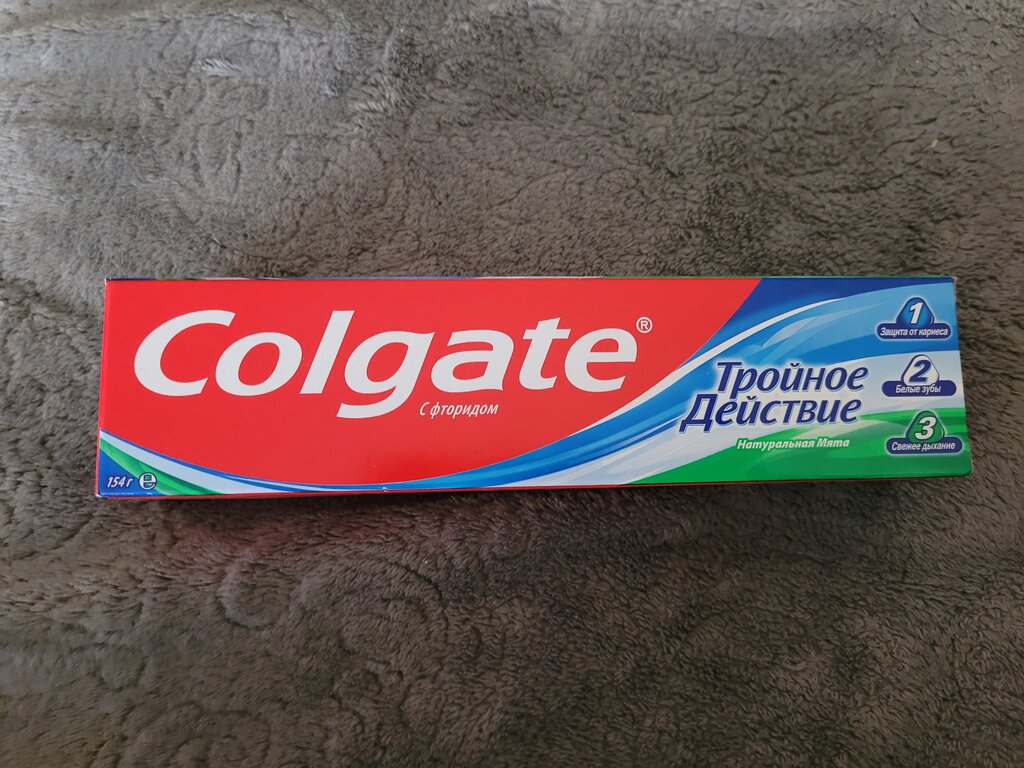 Colgate®
С фторидом
Тройное
Действие
Натуральная Мята
1
Защита от кариеса
2
Белые зубы
3
Свежее дыхание
154 г ℮